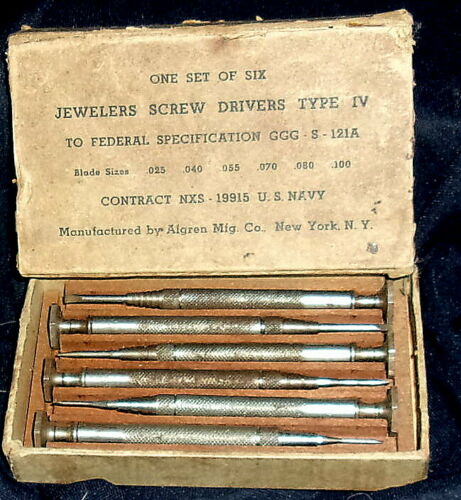 ONE SET OF SIX
JEWELERS SCREW DRIVERS TYPE IV
TO FEDERAL SPECIFICATION GGG - S - 121A
Blade Sizes .025 .040 .055 .070 .080 .100
CONTRACT NXS - 19915 U. S. NAVY
Manufactured by Algren Mfg. Co., New York, N. Y.